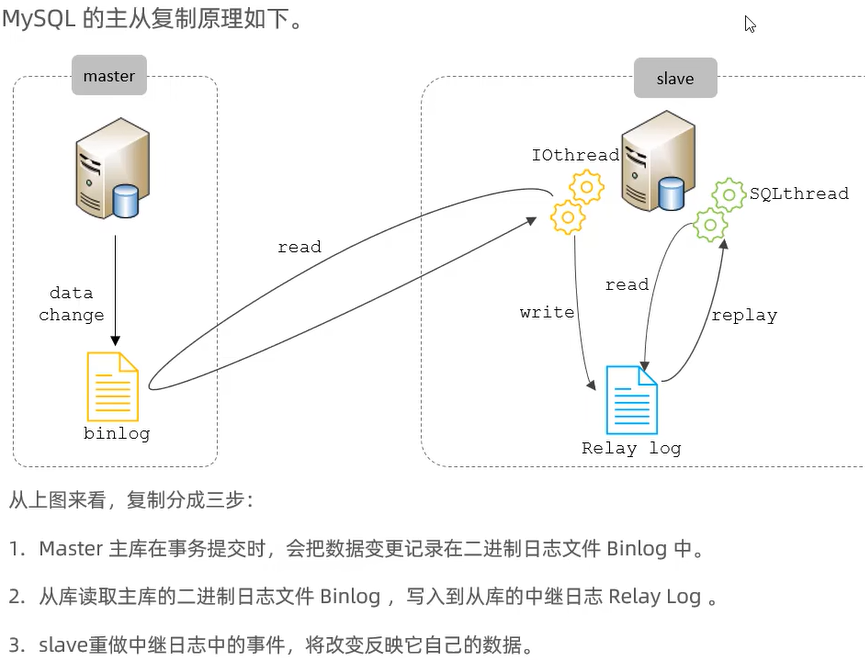 MySQL 的主从复制原理如下。
master
slave
IOthread
SQLthread
read
data
change
read
write
replay
binlog
Relay log
从上图来看，复制分成三步：
1. Master 主库在事务提交时，会把数据变更记录在二进制日志文件 Binlog 中。
2. 从库读取主库的二进制日志文件 Binlog ，写入到从库的中继日志 Relay Log 。
3. slave重做中继日志中的事件，将改变反映它自己的数据。